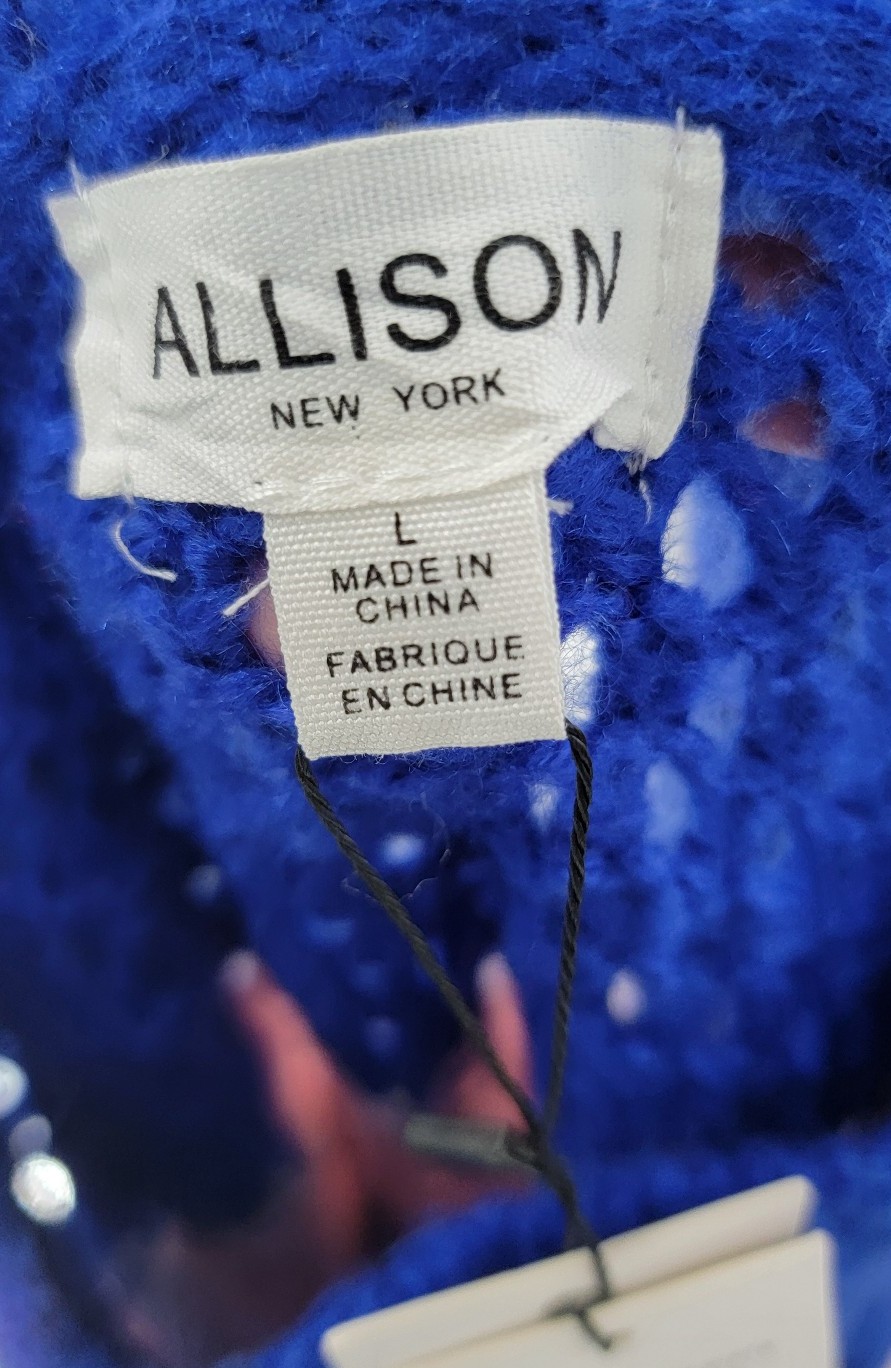 ALLISON
NEW YORK
L
MADE IN
CHINA
FABRIQUE
EN CHINE